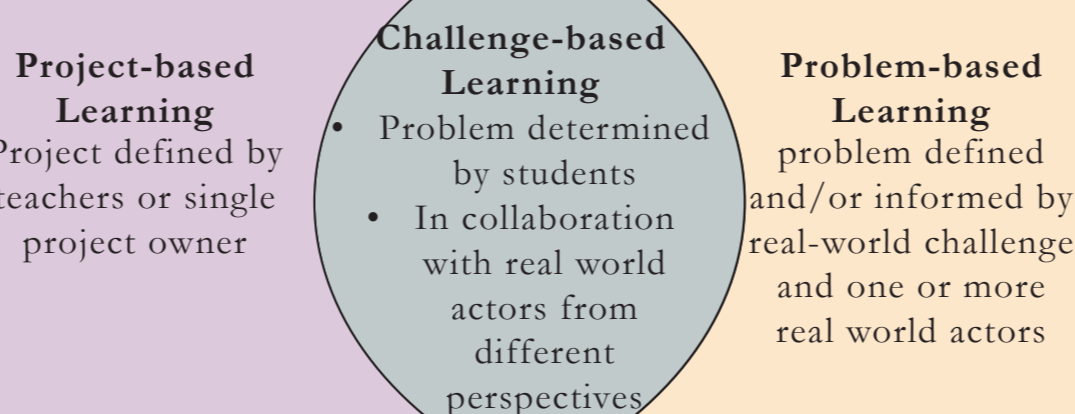 Project-based
Learning
Project defined by
teachers or single
project owner
Challenge-based
Learning
• Problem determined
by students
• In collaboration
with real world
actors from
different
perspectives
Problem-based
Learning
problem defined
and/or informed by
real-world challenge
and one or more
real world actors